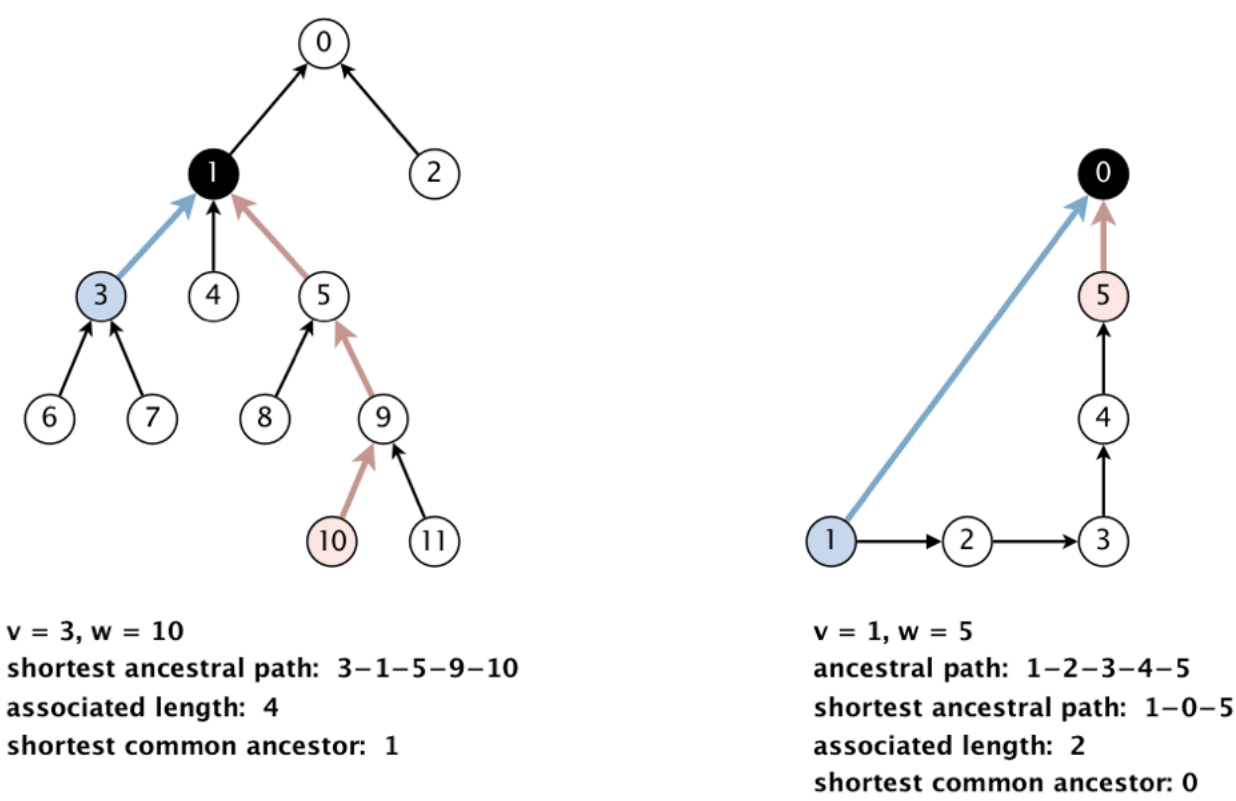 0
1
2
3
4
5
6
7
8
9
10
11
v = 3, w = 10
shortest ancestral path: 3–1–5–9–10
associated length: 4
shortest common ancestor: 1
0
5
4
1
2
3
v = 1, w = 5
ancestral path: 1–2–3–4–5
shortest ancestral path: 1–0–5
associated length: 2
shortest common ancestor: 0